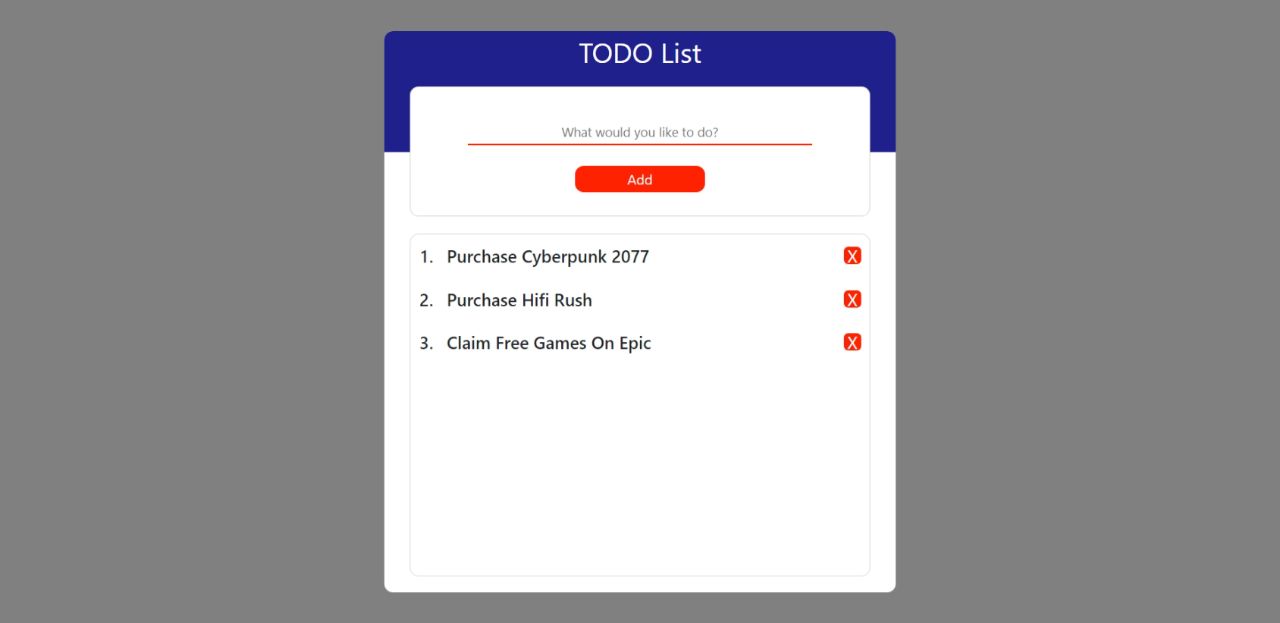 TODO List
What would you like to do?
Add
1. Purchase Cyberpunk 2077 X
2. Purchase Hifi Rush X
3. Claim Free Games On Epic X